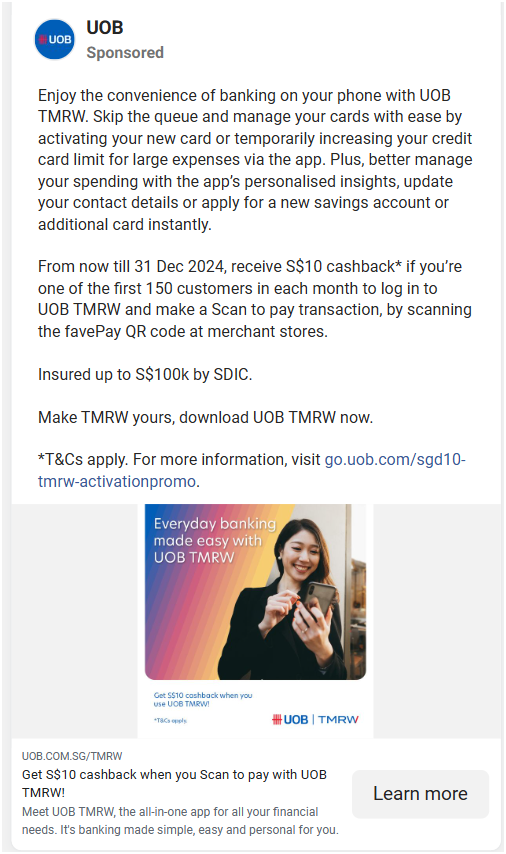 UOB
UOB
Sponsored
Enjoy the convenience of banking on your phone with UOB
TMRW. Skip the queue and manage your cards with ease by
activating your new card or temporarily increasing your credit
card limit for large expenses via the app. Plus, better manage
your spending with the app's personalised insights, update
your contact details or apply for a new savings account or
additional card instantly.
From now till 31 Dec 2024, receive S$10 cashback* if you're
one of the first 150 customers in each month to log in to
UOB TMRW and make a Scan to pay transaction, by scanning
the favePay QR code at merchant stores.
Insured up to S$100k by SDIC.
Make TMRW yours, download UOB TMRW now.
*T&Cs apply. For more information, visit go.uob.com/sgd10-
tmrw-activationpromo.
Everyday banking
made easy with
UOB TMRW
Get S$10 cashback when you
use UOB TMRW!
*T&Cs apply.
UOB | TMRW
UOB.COM.SG/TMRW
Get S$10 cashback when you Scan to pay with UOB
TMRW!
Meet UOB TMRW, the all-in-one app for all your financial
needs. It's banking made simple, easy and personal for you.
Learn more